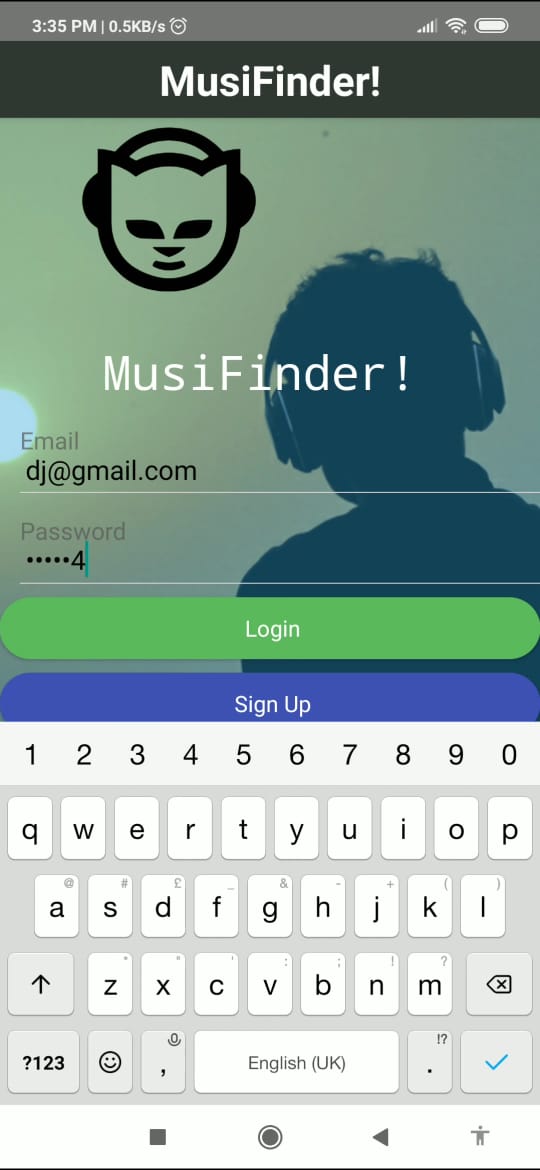 3:35 PM | 0.5KB/s
MusiFinder!
MusiFinder!
Email
dj@gmail.com
Password
•••••4
Login
Sign Up
1 2 3 4 5 6 7 8 9 0
q w e r t y u i o p
@ # £ _ & - + ( )
a s d f g h j k l
* " ' : ; ! ?
z x c v b n m
!?
?123 , English (UK) .